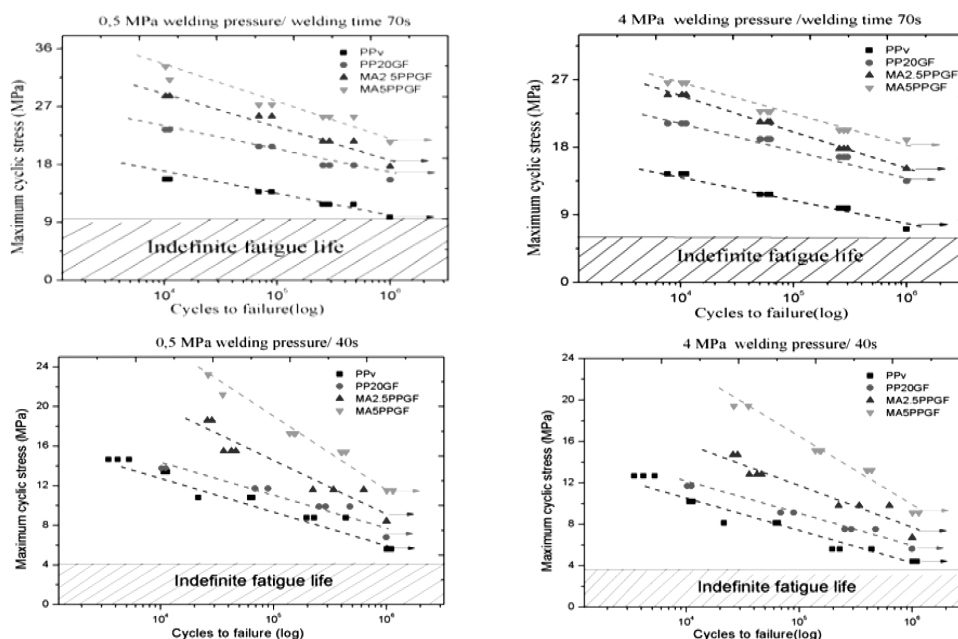 0,5 MPa welding pressure/ welding time 70s
36
27
18
9
0
Maximum cyclic stress (MPa)
PPv
PP20GF
MA2.5PPGF
MA5PPGF
Indefinite fatigue life
10⁴
10⁵
10⁶
Cycles to failure(log)
4 MPa welding pressure /welding time 70s
27
18
9
0
Maximum cyclic stress (MPa)
PPv
PP20GF
MA2.5PPGF
MA5PPGF
Indefinite fatigue life
10⁴
10⁵
10⁶
Cycles to failure(log)
0,5 MPa welding pressure/ 40s
24
20
16
12
8
4
0
Maximum cyclic stress (MPa)
PPv
PP20GF
MA2.5PPGF
MA5PPGF
Indefinite fatigue life
10⁴
10⁵
10⁶
Cycles to failure (log)
4 MPa welding pressure/ 40s
24
20
16
12
8
4
0
Maximum cyclic stress (MPa)
PPv
PP20GF
MA2.5PPGF
MA5PPGF
Indefinite fatigue life
10⁴
10⁵
10⁶
Cycles to failure(log)